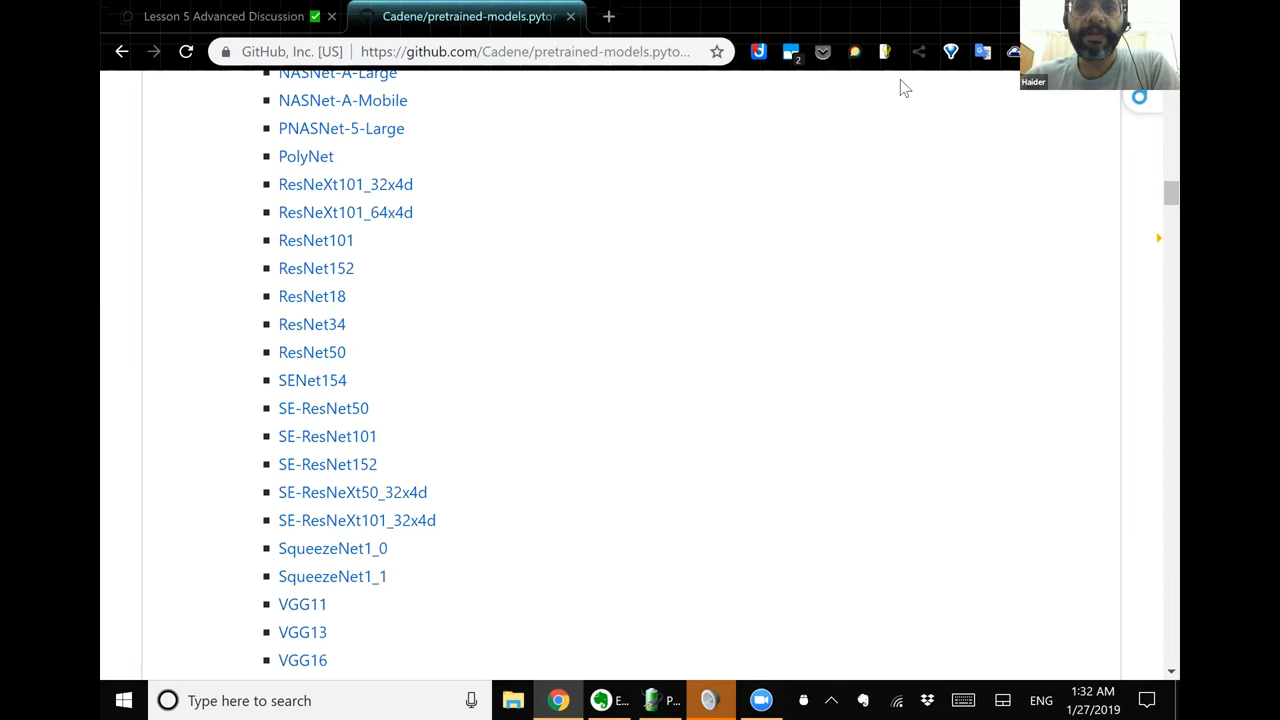 Lesson 5 Advanced Discussion
Cadene/pretrained-models.pytor
GitHub, Inc. [US]
https://github.com/Cadene/pretrained-models.pyto...
2
Haider
NASNet-A-Large
NASNet-A-Mobile
PNASNet-5-Large
PolyNet
ResNeXt101_32x4d
ResNeXt101_64x4d
ResNet101
ResNet152
ResNet18
ResNet34
ResNet50
SENet154
SE-ResNet50
SE-ResNet101
SE-ResNet152
SE-ResNeXt50_32x4d
SE-ResNeXt101_32x4d
SqueezeNet1_0
SqueezeNet1_1
VGG11
VGG13
VGG16
Type here to search
E...
P...
ENG
1:32 AM
1/27/2019